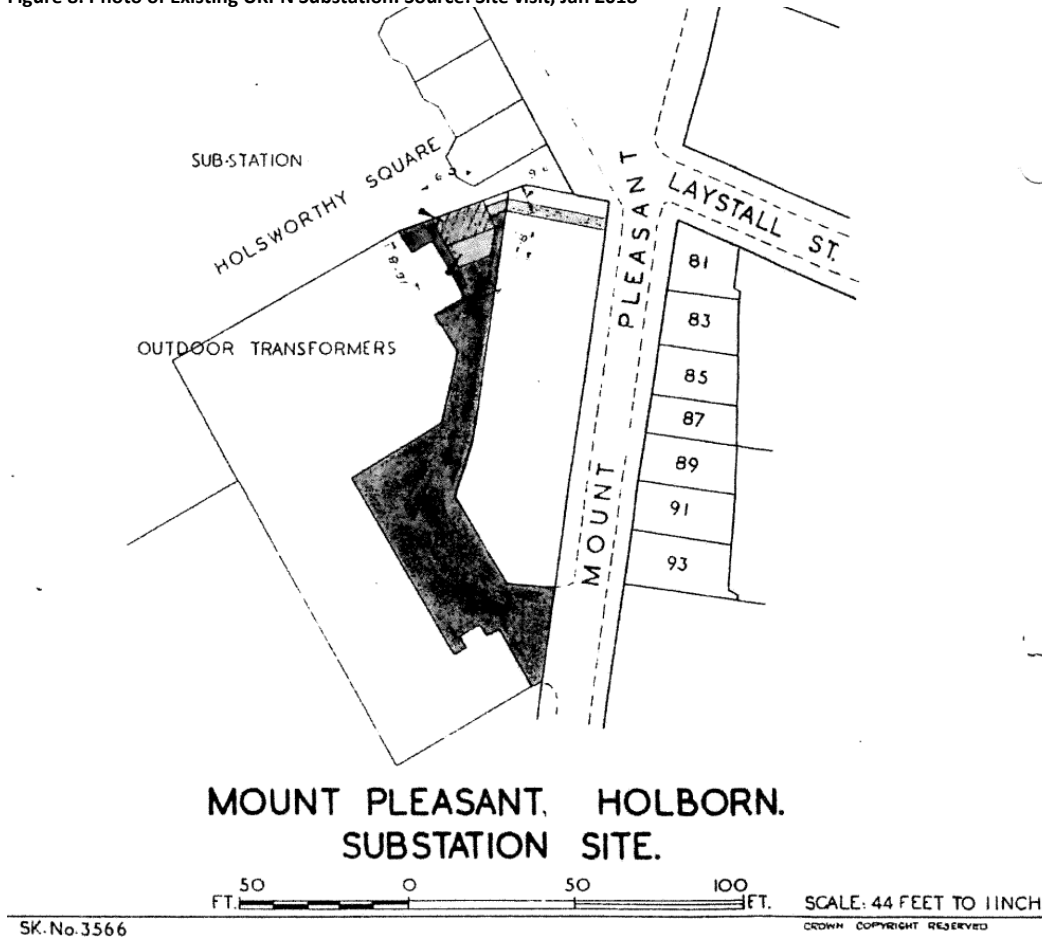 Figure 8: Photo of Existing UKPN Substation. Source: Site Visit, Jan 2018
SUB-STATION
HOLSWORTHY SQUARE
MOUNT PLEASANT
LAYSTALL ST.
81
83
85
87
89
91
93
OUTDOOR TRANSFORMERS
MOUNT PLEASANT, HOLBORN.
SUBSTATION SITE.
50 0 50 100
FT. FT.
SCALE: 44 FEET TO 1 INCH
SK. No. 3566
CROWN COPYRIGHT RESERVED